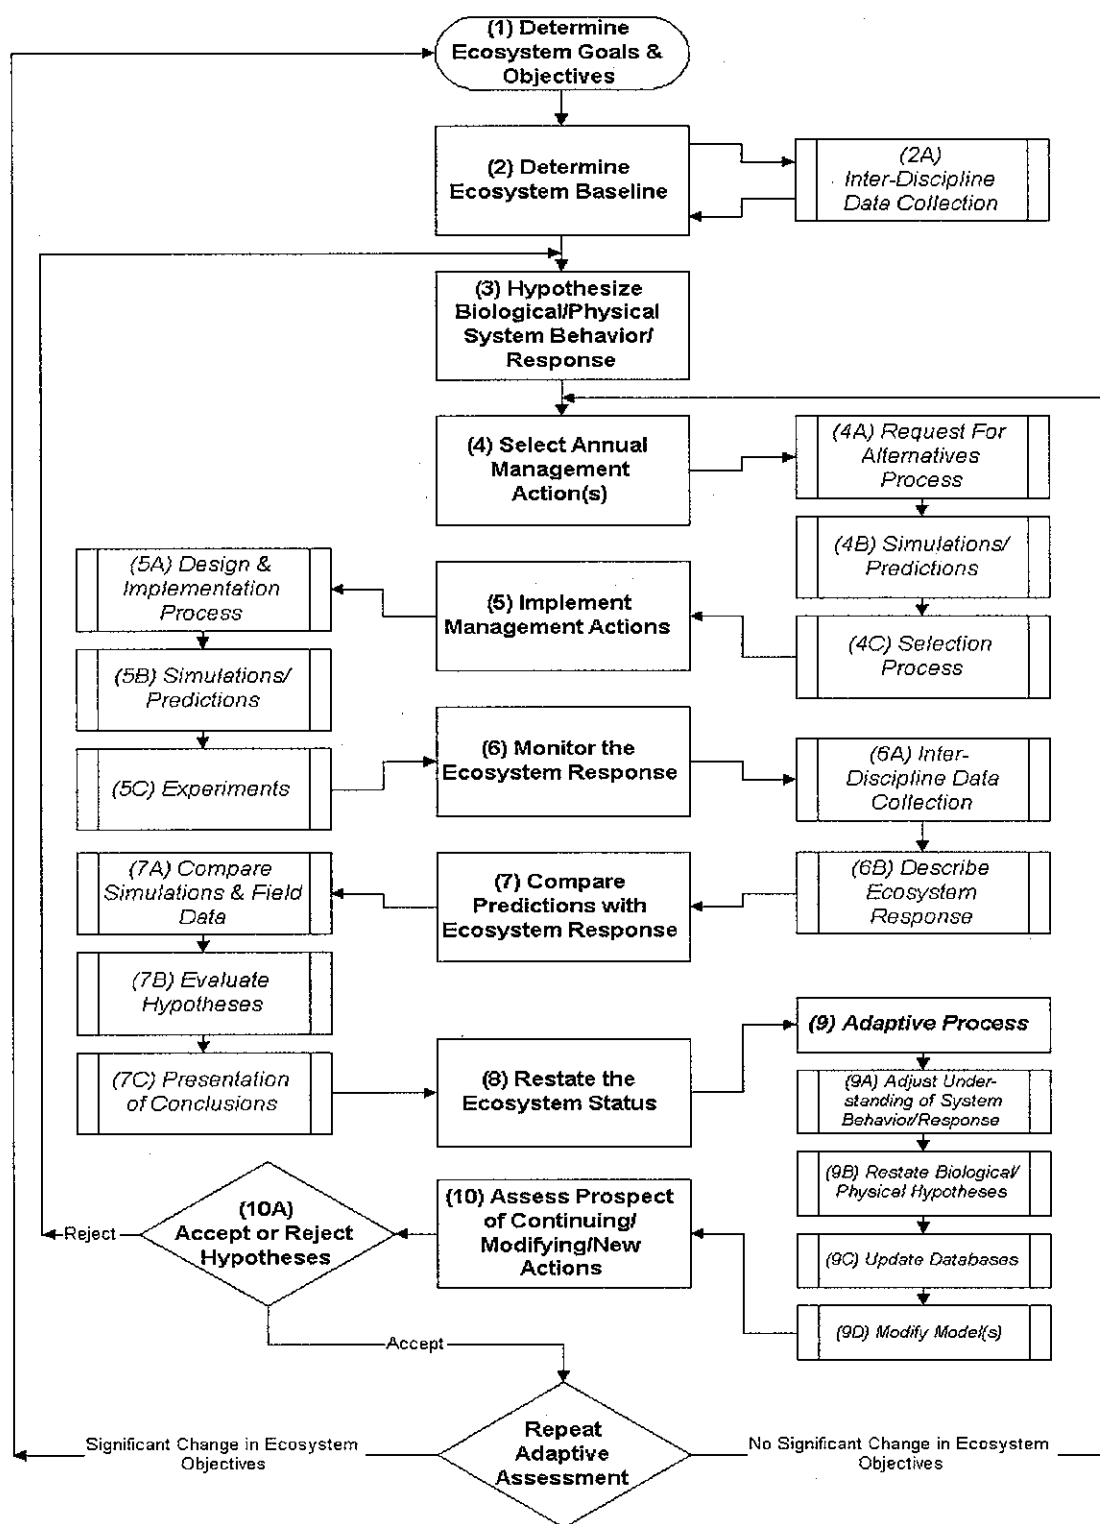 (1) Determine
Ecosystem Goals &
Objectives
(2) Determine
Ecosystem Baseline
(2A)
Inter-Discipline
Data Collection
(3) Hypothesize
Biological/Physical
System Behavior/
Response
(4) Select Annual
Management
Action(s)
(4A) Request For
Alternatives
Process
(4B) Simulations/
Predictions
(4C) Selection
Process
(5) Implement
Management Actions
(5A) Design &
Implementation
Process
(5B) Simulations/
Predictions
(5C) Experiments
(6) Monitor the
Ecosystem Response
(6A) Inter-
Discipline Data
Collection
(6B) Describe
Ecosystem
Response
(7) Compare
Predictions with
Ecosystem Response
(7A) Compare
Simulations & Field
Data
(7B) Evaluate
Hypotheses
(7C) Presentation
of Conclusions
(8) Restate the
Ecosystem Status
(9) Adaptive Process
(9A) Adjust Under-
standing of System
Behavior/Response
(9B) Restate Biological/
Physical Hypotheses
(9C) Update Databases
(9D) Modify Model(s)
(10) Assess Prospect
of Continuing/
Modifying/New
Actions
(10A)
Accept or Reject
Hypotheses
Reject
Accept
Repeat
Adaptive
Assessment
Significant Change in Ecosystem
Objectives
No Significant Change in Ecosystem
Objectives